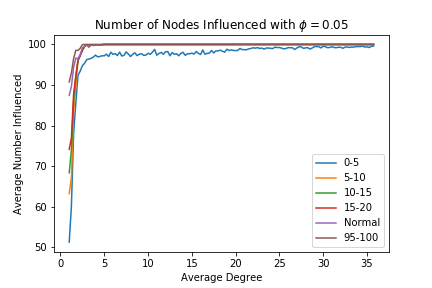 Number of Nodes Influenced with ϕ = 0.05
Average Number Influenced
100
90
80
70
60
50
0-5
5-10
10-15
15-20
Normal
95-100
0 5 10 15 20 25 30 35
Average Degree